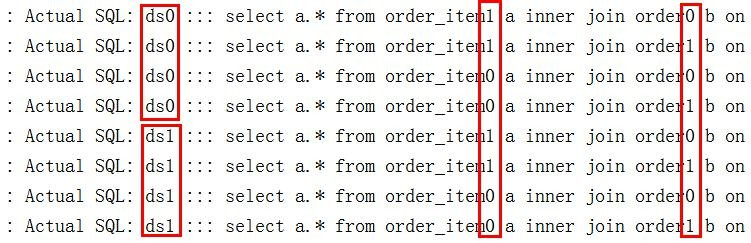 : Actual SQL: ds0 ::: select a.* from order_item1 a inner join order0 b on
: Actual SQL: ds0 ::: select a.* from order_item1 a inner join order1 b on
: Actual SQL: ds0 ::: select a.* from order_item0 a inner join order0 b on
: Actual SQL: ds0 ::: select a.* from order_item0 a inner join order1 b on
: Actual SQL: ds1 ::: select a.* from order_item1 a inner join order0 b on
: Actual SQL: ds1 ::: select a.* from order_item1 a inner join order1 b on
: Actual SQL: ds1 ::: select a.* from order_item0 a inner join order0 b on
: Actual SQL: ds1 ::: select a.* from order_item0 a inner join order1 b on